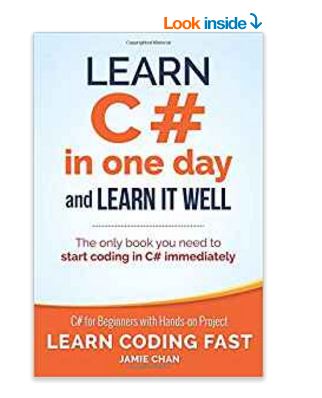 Look inside
LEARN
C#
in one day
and LEARN IT WELL
The only book you need to
start coding in C# immediately
C# for Beginners with Hands-on Project
LEARN CODING FAST
JAMIE CHAN